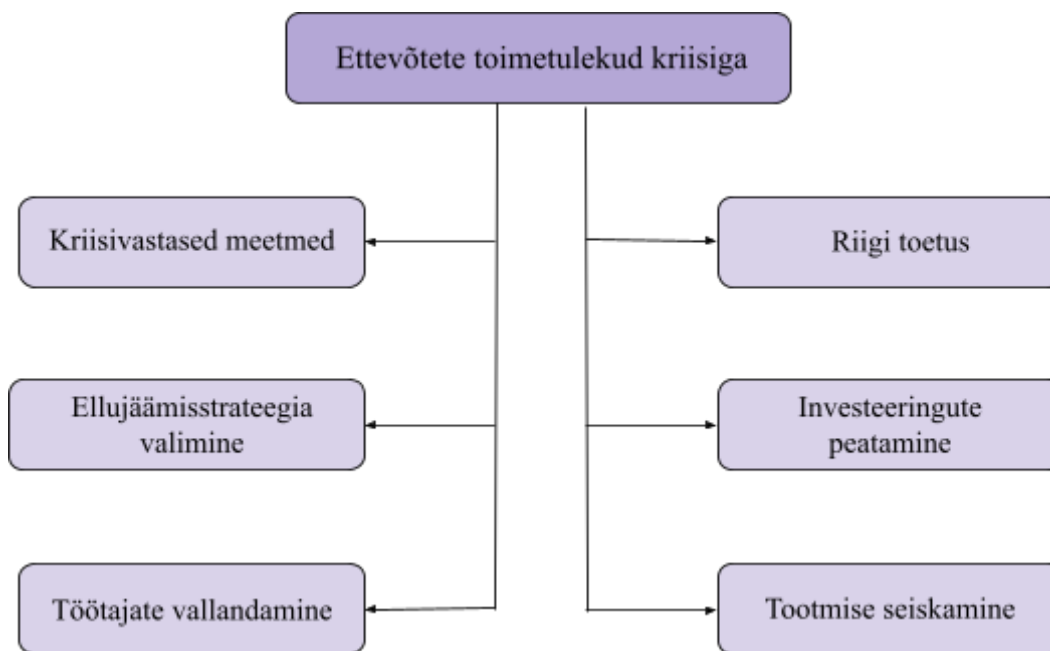 Ettevõtete toimetulekud kriisiga
Kriisivastased meetmed
Riigi toetus
Ellujäämisstrateegia
valimine
Investeeringute
peatamine
Töötajate vallandamine
Tootmise seiskamine